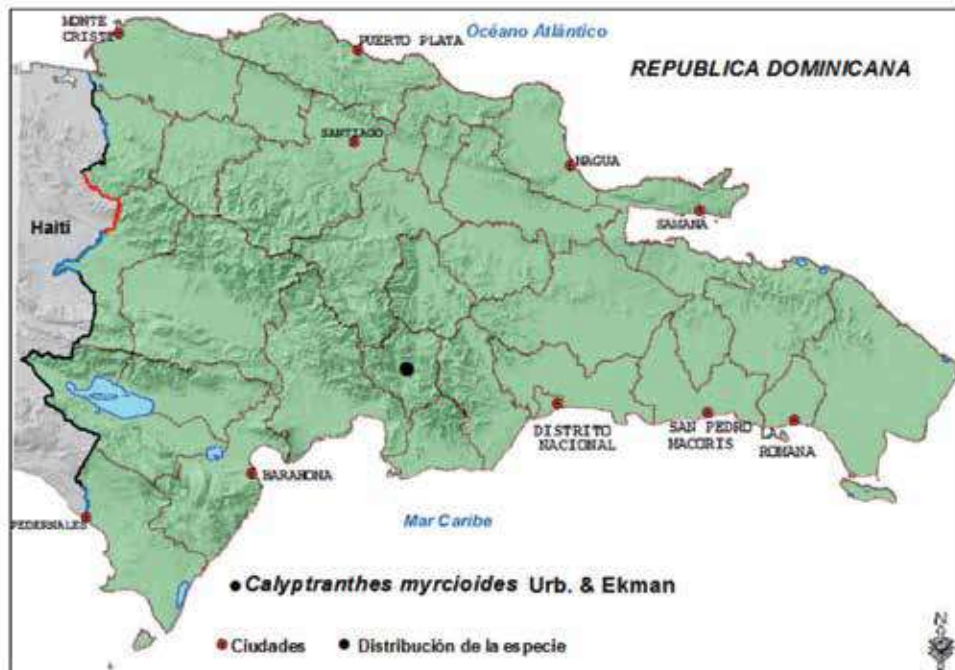 MONTE
CRISTE
PUERTO PLATA
Océano Atlántico
REPUBLICA DOMINICANA
SANTIAGO
NAGUA
SAMANA
Haiti
DISTRITO
NACIONAL
SAN PEDRO
MACORIS
LA
ROMANA
BARAHONA
PEDERNALES
Mar Caribe
Calyptranthes myrcioides Urb. & Ekman
Ciudades
Distribución de la especie